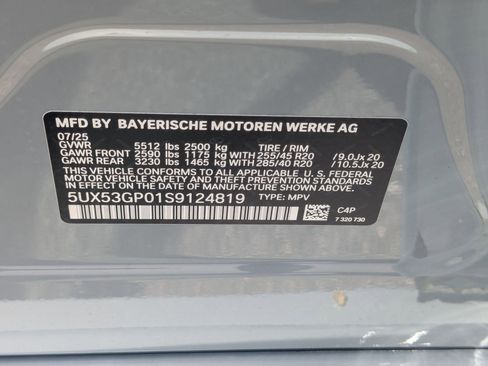 MFD BY BAYERISCHE MOTOREN WERKE AG
07/25
GVWR 5512 lbs 2500 kg TIRE / RIM
GAWR FRONT 2590 lbs 1175 kg WITH 255/45 R20 / 9.0Jx 20
GAWR REAR 3230 lbs 1465 kg WITH 285/40 R20 / 10.5Jx 20
THIS VEHICLE CONFORMS TO ALL APPLICABLE U.S. FEDERAL
MOTOR VEHICLE SAFETY AND THEFT PREVENTION STANDARDS IN
EFFECT ON THE DATE OF MANUFACTURE SHOWN ABOVE.
5UX53GP01S9124819 TYPE: MPV
C4P
7 320 730